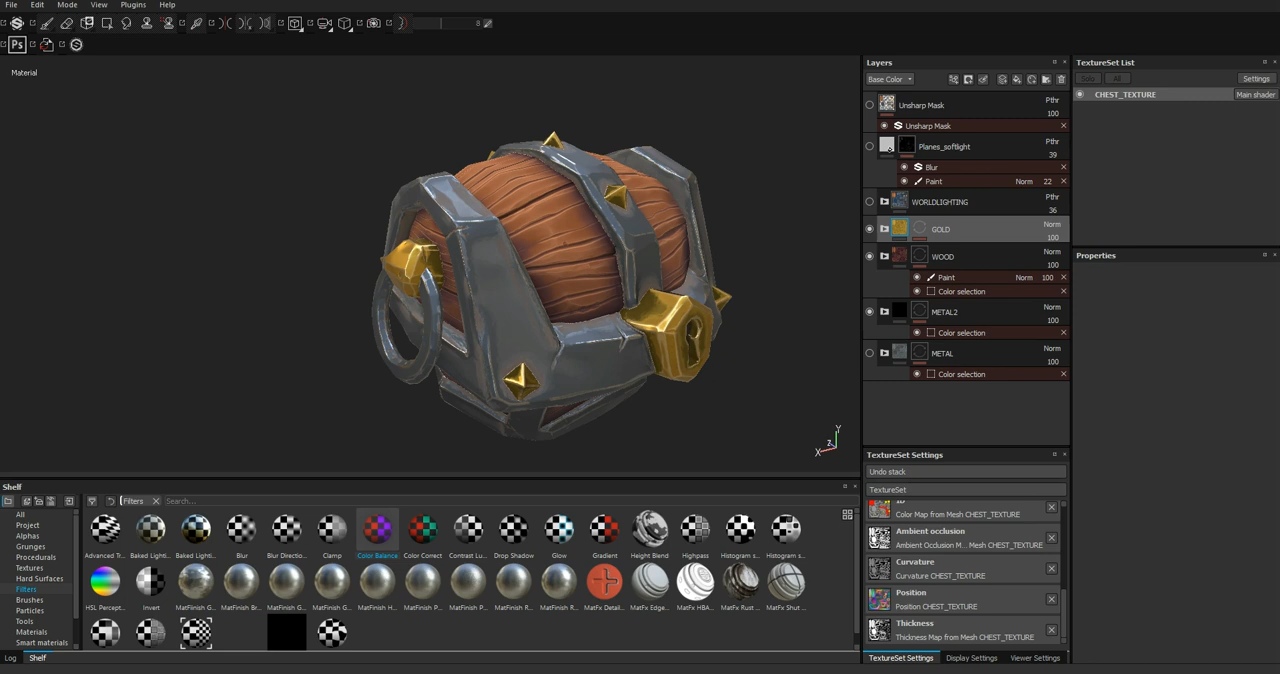 File Edit Mode View Plugins Help
8
Ps
Material
Layers
Base Color
Unsharp Mask Pthr 100
Unsharp Mask
Planes_softlight Pthr 39
Blur
Paint Norm 22
WORLDLIGHTING Pthr 36
GOLD Norm 100
WOOD Norm 100
Paint Norm 100
Color selection
METAL2 Norm 100
Color selection
METAL Norm 100
Color selection
TextureSet List
Solo All Settings
CHEST_TEXTURE Main shader
Properties
Y
Z
X
TextureSet Settings
Undo stack
TextureSet
Color Map from Mesh CHEST_TEXTURE
Ambient occlusion
Ambient Occlusion M... Mesh CHEST_TEXTURE
Curvature
Curvature CHEST_TEXTURE
Position
Position CHEST_TEXTURE
Thickness
Thickness Map from Mesh CHEST_TEXTURE
TextureSet Settings Display Settings Viewer Settings
Shelf
Filters Search...
All
Project
Alphas
Grunges
Procedurals
Textures
Hard Surfaces
Filters
Brushes
Particles
Tools
Materials
Smart materials
Advanced Tr... Baked Lighti... Baked Lighti... Blur Blur Directio... Clamp Color Balance Color Correct Contrast Lu... Drop Shadow Glow Gradient Height Blend Highpass Histogram s... Histogram s...
HSL Percept... Invert MatFinish G... MatFinish Br... MatFinish G... MatFinish G... MatFinish H... MatFinish P... MatFinish P... MatFinish R... MatFinish R... MatFx Detail... MatFx Edge... MatFx HBA... MatFx Rust ... MatFx Shut ...
Log Shelf